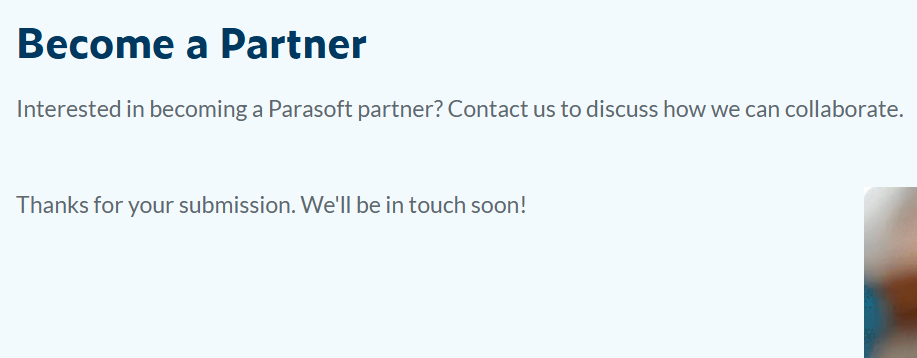 Become a Partner
Interested in becoming a Parasoft partner? Contact us to discuss how we can collaborate.
Thanks for your submission. We'll be in touch soon!